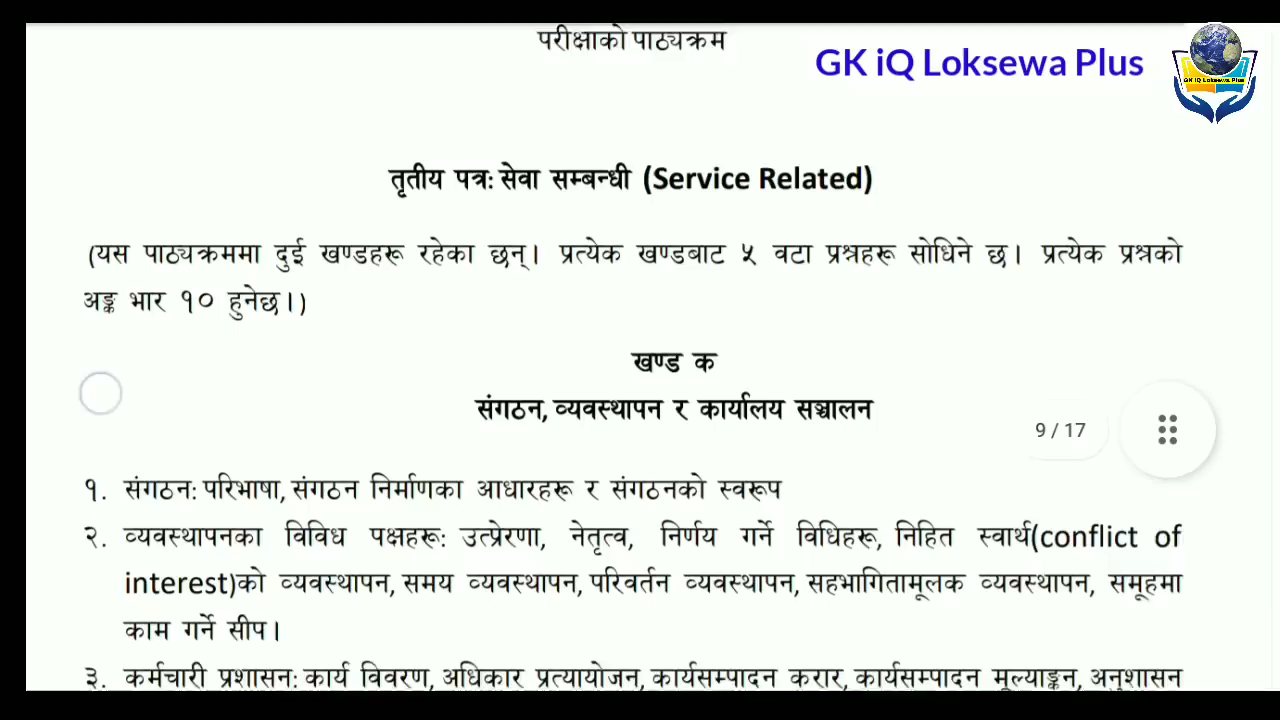 परीक्षाको पाठ्यक्रम
GK iQ Loksewa Plus
GK IQ Loksewa Plus
तृतीय पत्र: सेवा सम्बन्धी (Service Related)
(यस पाठ्यक्रममा दुई खण्डहरू रहेका छन्। प्रत्येक खण्डबाट ५ वटा प्रश्नहरू सोधिने छ। प्रत्येक प्रश्नको
अङ्क भार १० हुनेछ।)
खण्ड क
संगठन, व्यवस्थापन र कार्यालय सञ्चालन
9 / 17
१. संगठन: परिभाषा, संगठन निर्माणका आधारहरू र संगठनको स्वरूप
२. व्यवस्थापनका विविध पक्षहरू: उत्प्रेरणा, नेतृत्व, निर्णय गर्ने विधिहरू, निहित स्वार्थ(conflict of
interest)को व्यवस्थापन, समय व्यवस्थापन, परिवर्तन व्यवस्थापन, सहभागितामूलक व्यवस्थापन, समूहमा
काम गर्ने सीप।
३. कर्मचारी प्रशासन: कार्य विवरण, अधिकार प्रत्यायोजन, कार्यसम्पादन करार, कार्यसम्पादन मूल्याङ्कन, अनुशासन